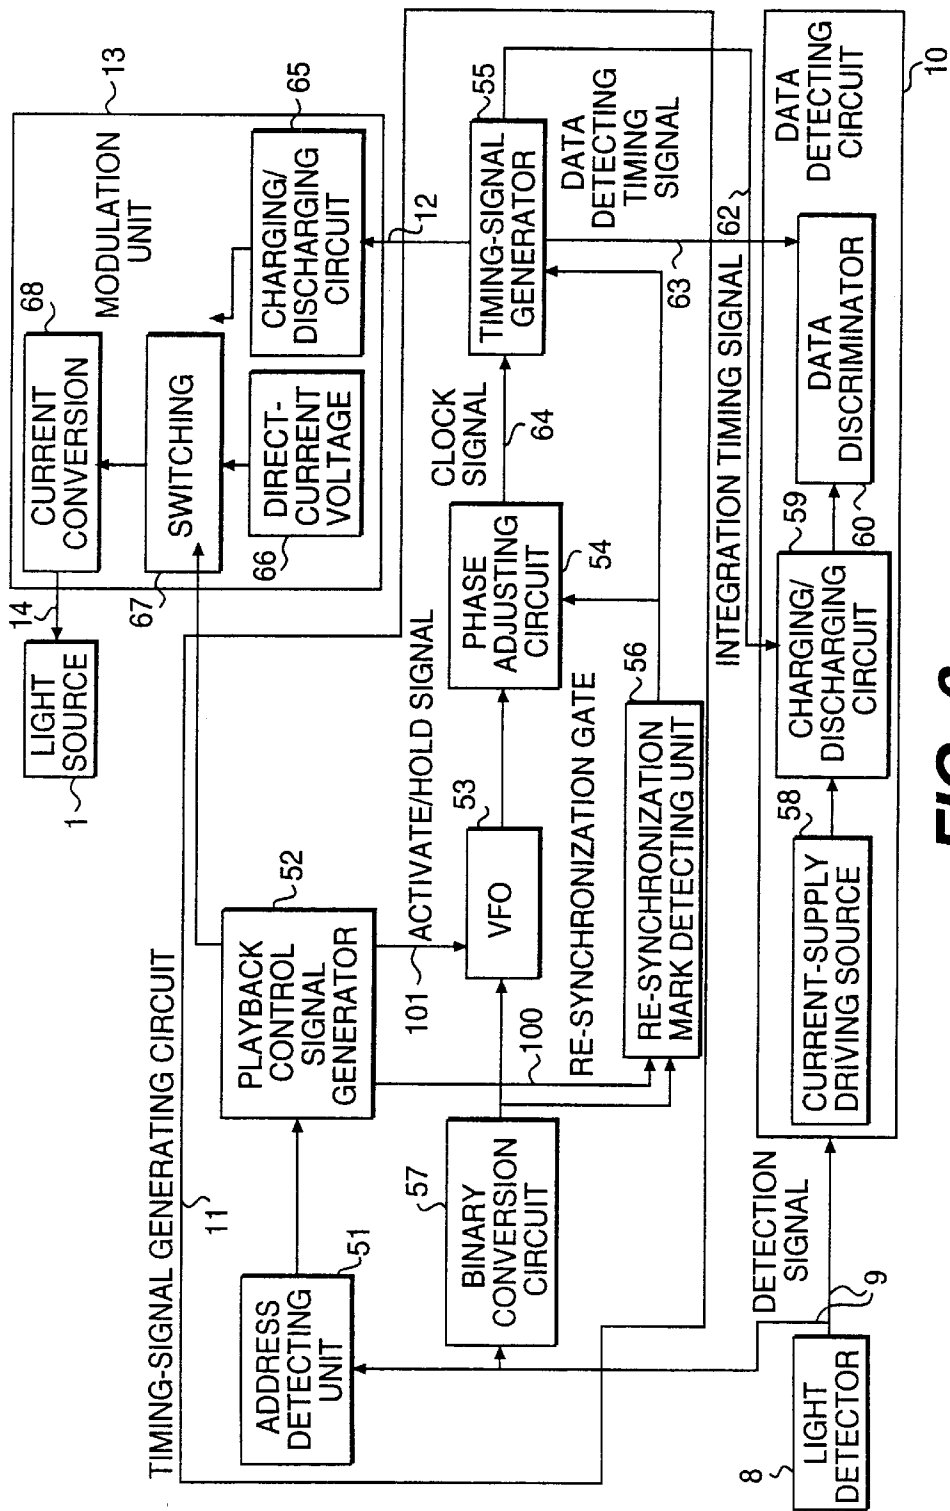 13
MODULATION
UNIT
68
CURRENT
CONVERSION
14
LIGHT
SOURCE
1
SWITCHING
67
65
CHARGING/
DISCHARGING
CIRCUIT
DIRECT-
CURRENT
VOLTAGE
66
12
TIMING-SIGNAL GENERATING CIRCUIT
11
52
PLAYBACK
CONTROL
SIGNAL
GENERATOR
51
ADDRESS
DETECTING
UNIT
101
ACTIVATE/HOLD SIGNAL
53
VFO
PHASE
ADJUSTING
CIRCUIT
54
CLOCK
SIGNAL
64
55
TIMING-SIGNAL
GENERATOR
DATA
DETECTING
TIMING
SIGNAL
63
57
BINARY
CONVERSION
CIRCUIT
100
RE-SYNCHRONIZATION GATE
56
RE-SYNCHRONIZATION
MARK DETECTING UNIT
INTEGRATION TIMING SIGNAL
62
8
LIGHT
DETECTOR
9
DETECTION
SIGNAL
58
CURRENT-SUPPLY
DRIVING SOURCE
59
CHARGING/
DISCHARGING
CIRCUIT
60
DATA
DISCRIMINATOR
DATA
DETECTING
CIRCUIT
10